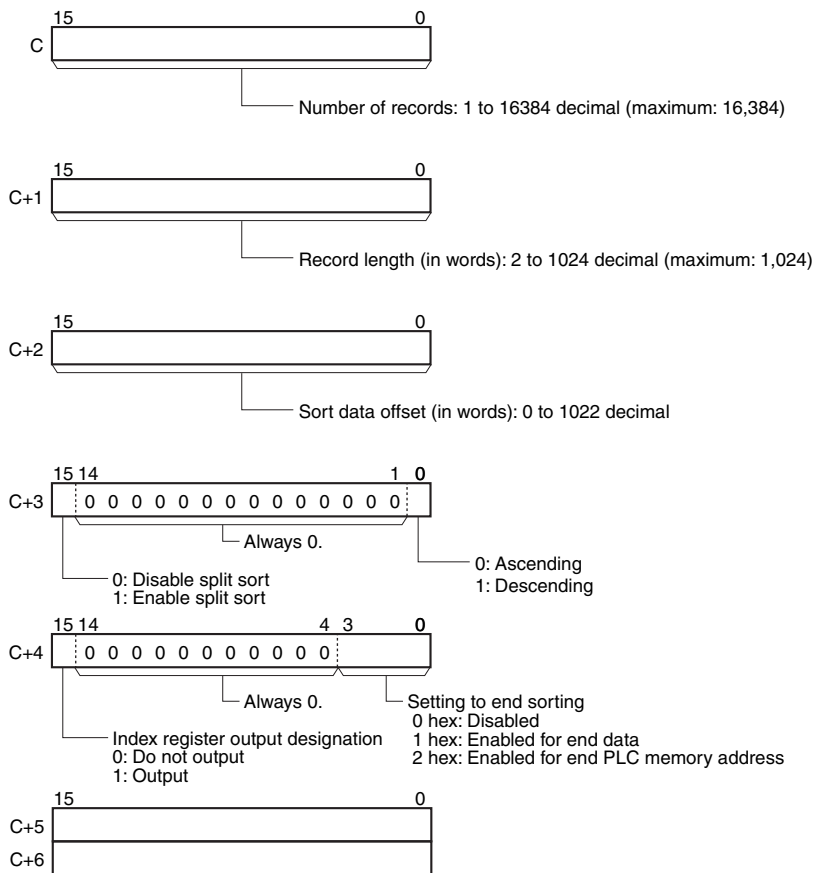 15 0
C
Number of records: 1 to 16384 decimal (maximum: 16,384)
15 0
C+1
Record length (in words): 2 to 1024 decimal (maximum: 1,024)
15 0
C+2
Sort data offset (in words): 0 to 1022 decimal
15 14 1 0
C+3 0 0 0 0 0 0 0 0 0 0 0 0 0 0
Always 0.
0: Ascending
1: Descending
0: Disable split sort
1: Enable split sort
15 14 4 3 0
C+4 0 0 0 0 0 0 0 0 0 0 0
Always 0.
Setting to end sorting
0 hex: Disabled
1 hex: Enabled for end data
2 hex: Enabled for end PLC memory address
Index register output designation
0: Do not output
1: Output
15 0
C+5
C+6